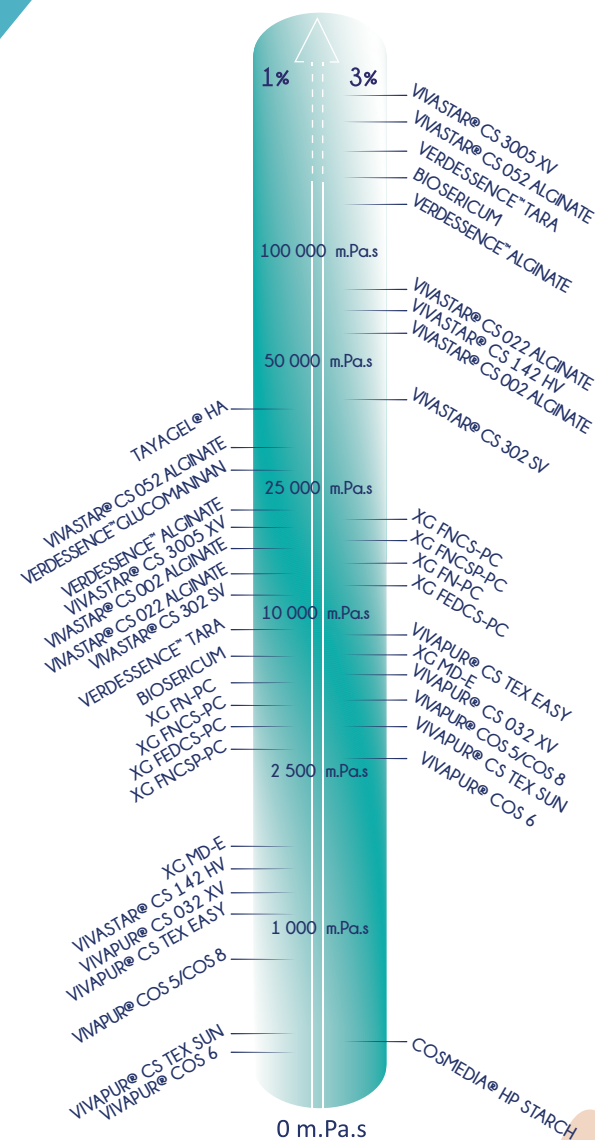 1% 3%
VIVASTAR® CS 3005 XV
VIVASTAR® CS 052 ALGINATE
VERDESSENCE™ TARA
BIOSERICUM
VERDESSENCE™ ALGINATE
100 000 m.Pa.s
VIVASTAR® CS 022 ALGINATE
VIVASTAR® CS 142 HV
VIVASTAR® CS 002 ALGINATE
50 000 m.Pa.s
VIVASTAR® CS 302 SV
TAYAGEL® HA
VIVASTAR® CS 052 ALGINATE
VERDESSENCE™ GLUCOMANNAN
25 000 m.Pa.s
VERDESSENCE™ ALGINATE
VIVASTAR® CS 3005 XV
VIVASTAR® CS 002 ALGINATE
VIVASTAR® CS 022 ALGINATE
VIVASTAR® CS 302 SV
XG FNCS-PC
XG FNCSP-PC
XG FN-PC
XG FEDCS-PC
10 000 m.Pa.s
VERDESSENCE™ TARA
BIOSERICUM
XG FN-PC
XG FNCS-PC
XG FEDCS-PC
XG FNCSP-PC
VIVAPUR® CS TEX EASY
XG MD-E
VIVAPUR® CS 032 XV
VIVAPUR® COS 5/COS 8
VIVAPUR® CS TEX SUN
VIVAPUR® COS 6
2 500 m.Pa.s
XG MD-E
VIVASTAR® CS 142 HV
VIVAPUR® CS 032 XV
VIVAPUR® CS TEX EASY
1 000 m.Pa.s
VIVAPUR® COS 5/COS 8
VIVAPUR® CS TEX SUN
VIVAPUR® COS 6
COSMEDIA® HP STARCH
0 m.Pa.s